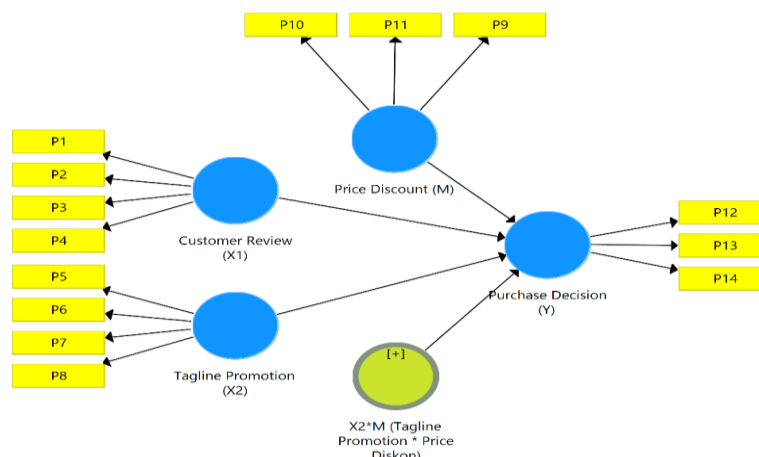 P10
P11
P9
Price Discount (M)
P1
P2
P3
P4
Customer Review
(X1)
P5
P6
P7
P8
Tagline Promotion
(X2)
P12
P13
P14
Purchase Decision
(Y)
[+]
X2*M (Tagline
Promotion * Price
Diskon)